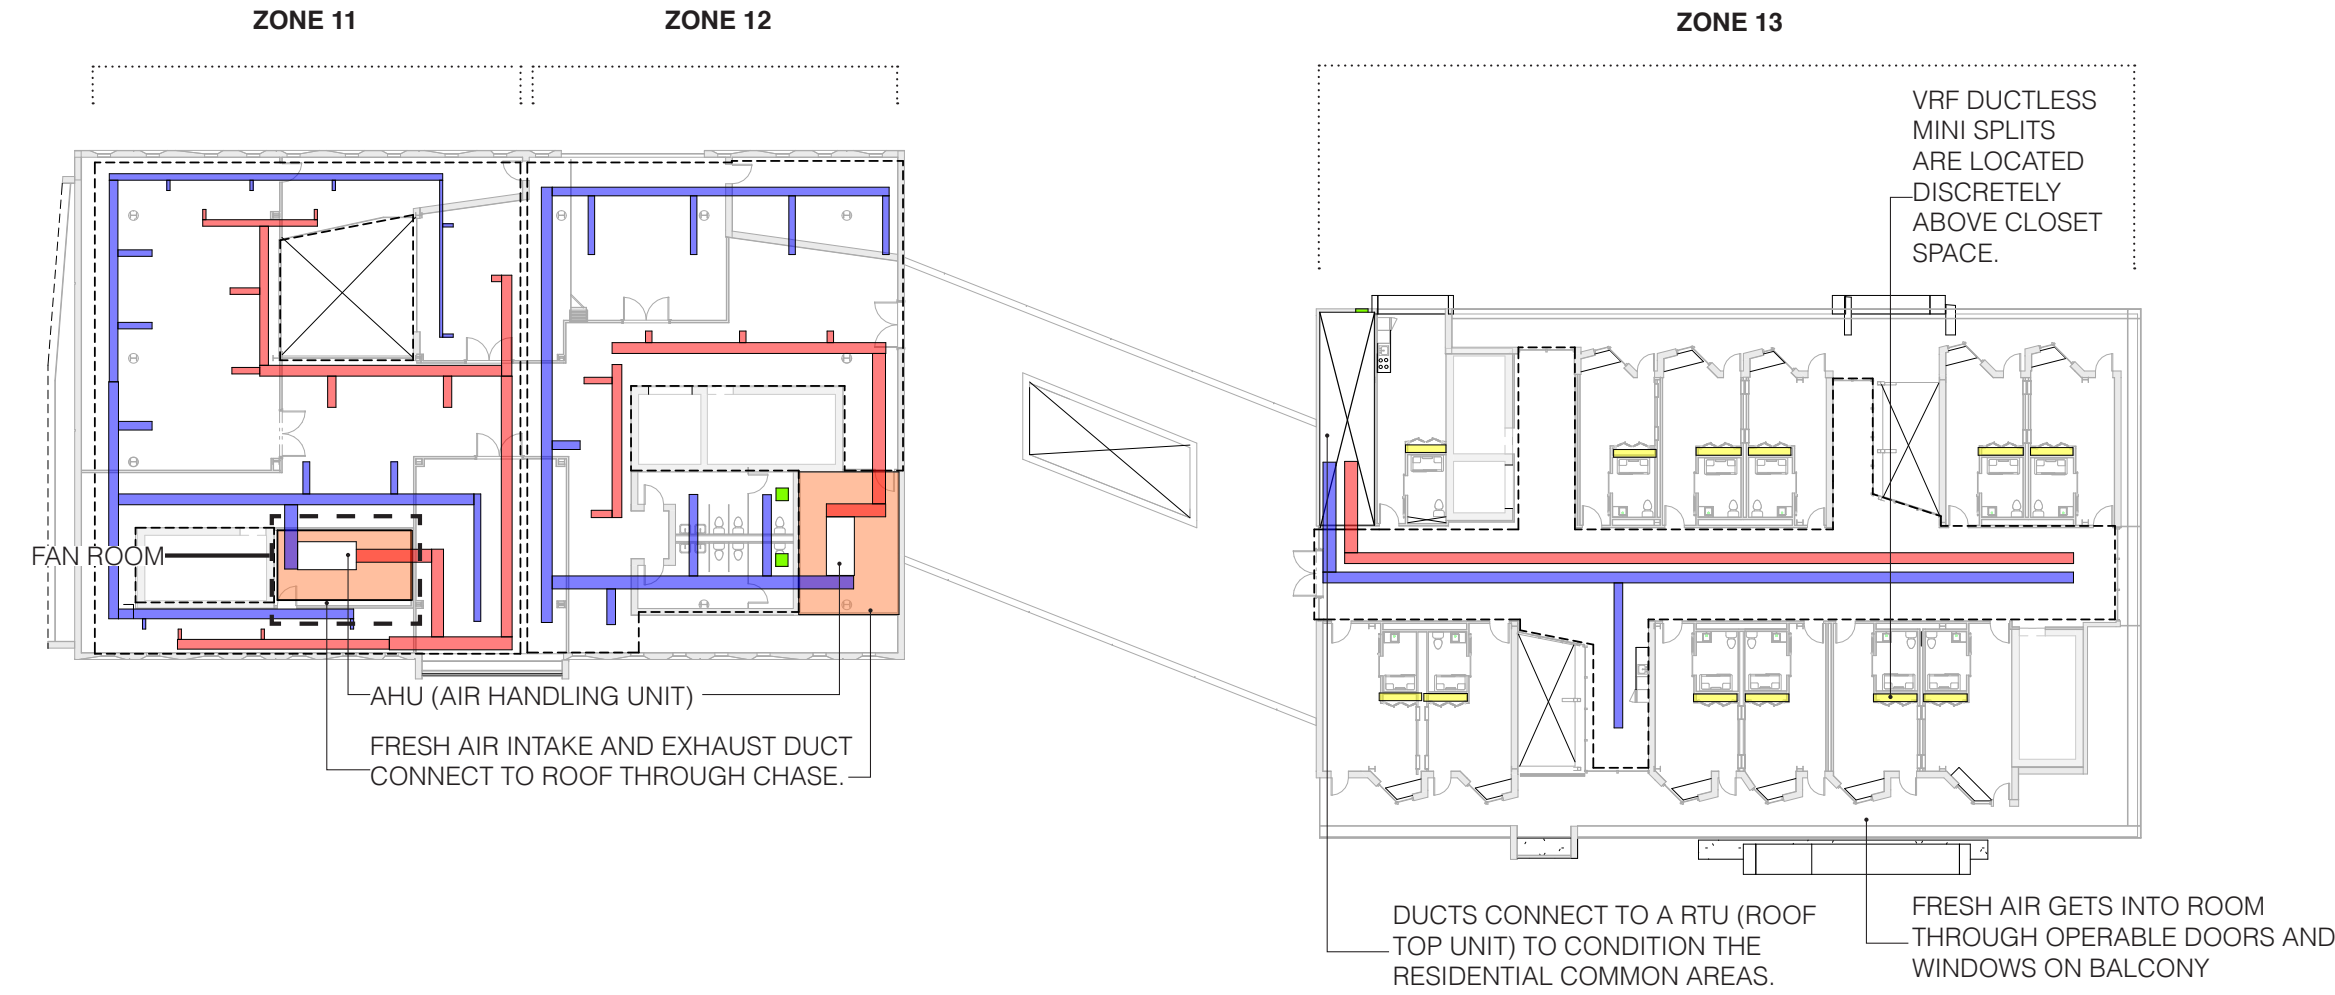 ZONE 11
ZONE 12
ZONE 13
VRF DUCTLESS
MINI SPLITS
ARE LOCATED
DISCRETELY
ABOVE CLOSET
SPACE.
FAN ROOM
AHU (AIR HANDLING UNIT)
FRESH AIR INTAKE AND EXHAUST DUCT
CONNECT TO ROOF THROUGH CHASE.
DUCTS CONNECT TO A RTU (ROOF
TOP UNIT) TO CONDITION THE
RESIDENTIAL COMMON AREAS.
FRESH AIR GETS INTO ROOM
THROUGH OPERABLE DOORS AND
WINDOWS ON BALCONY